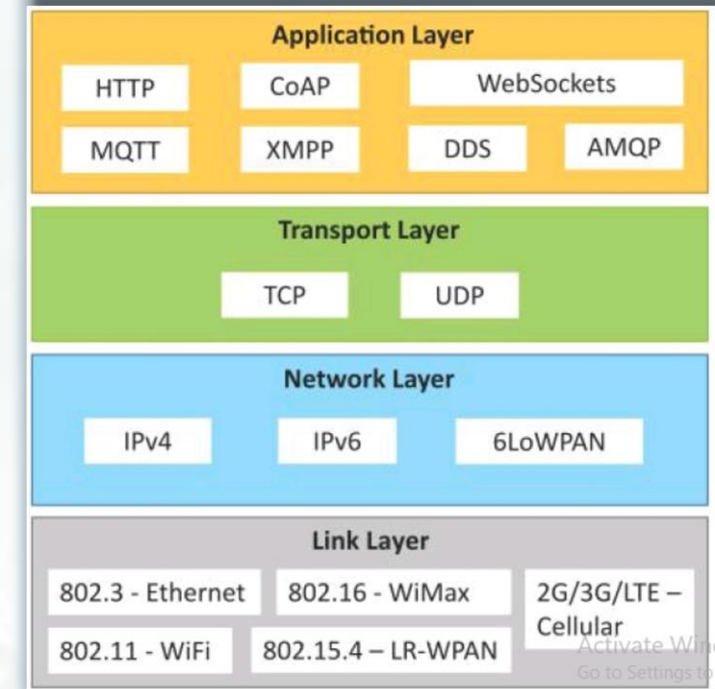 Application Layer
HTTP
CoAP
WebSockets
MQTT
XMPP
DDS
AMQP
Transport Layer
TCP
UDP
Network Layer
IPv4
IPv6
6LoWPAN
Link Layer
802.3 - Ethernet
802.16 - WiMax
2G/3G/LTE –
Cellular
802.11 - WiFi
802.15.4 – LR-WPAN
Activate Win
Go to Settings to